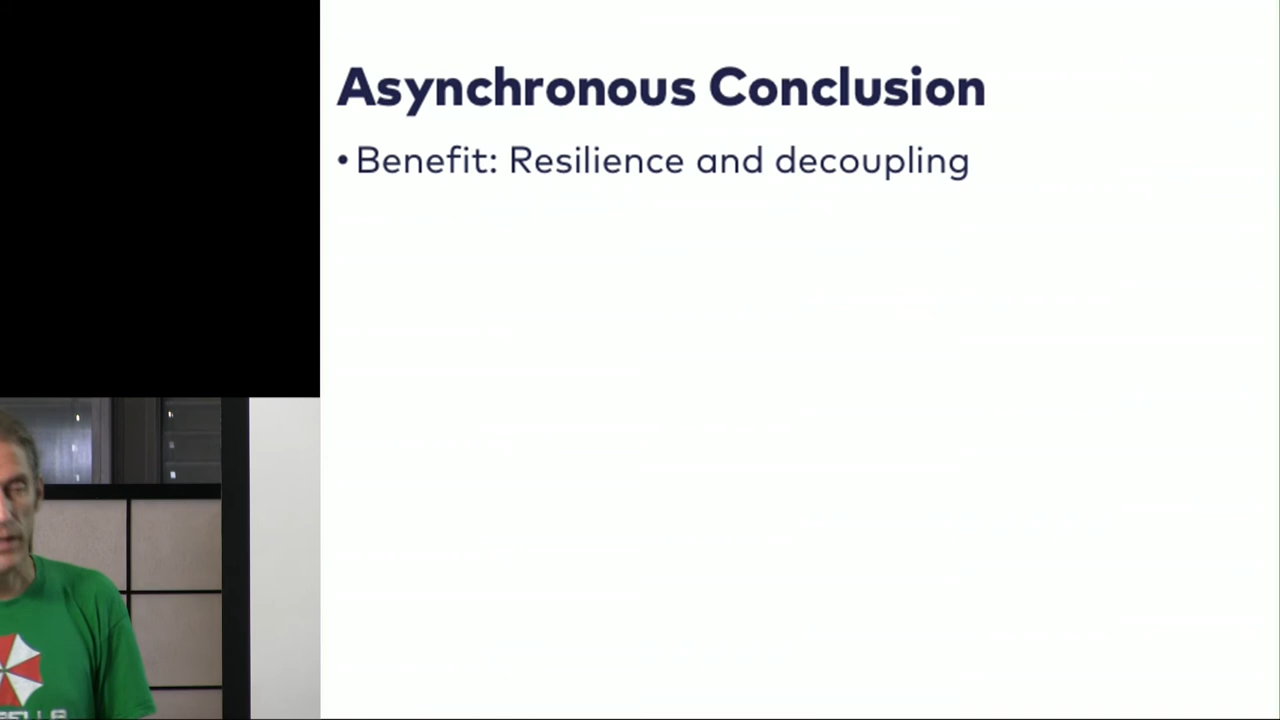 Asynchronous Conclusion
• Benefit: Resilience and decoupling